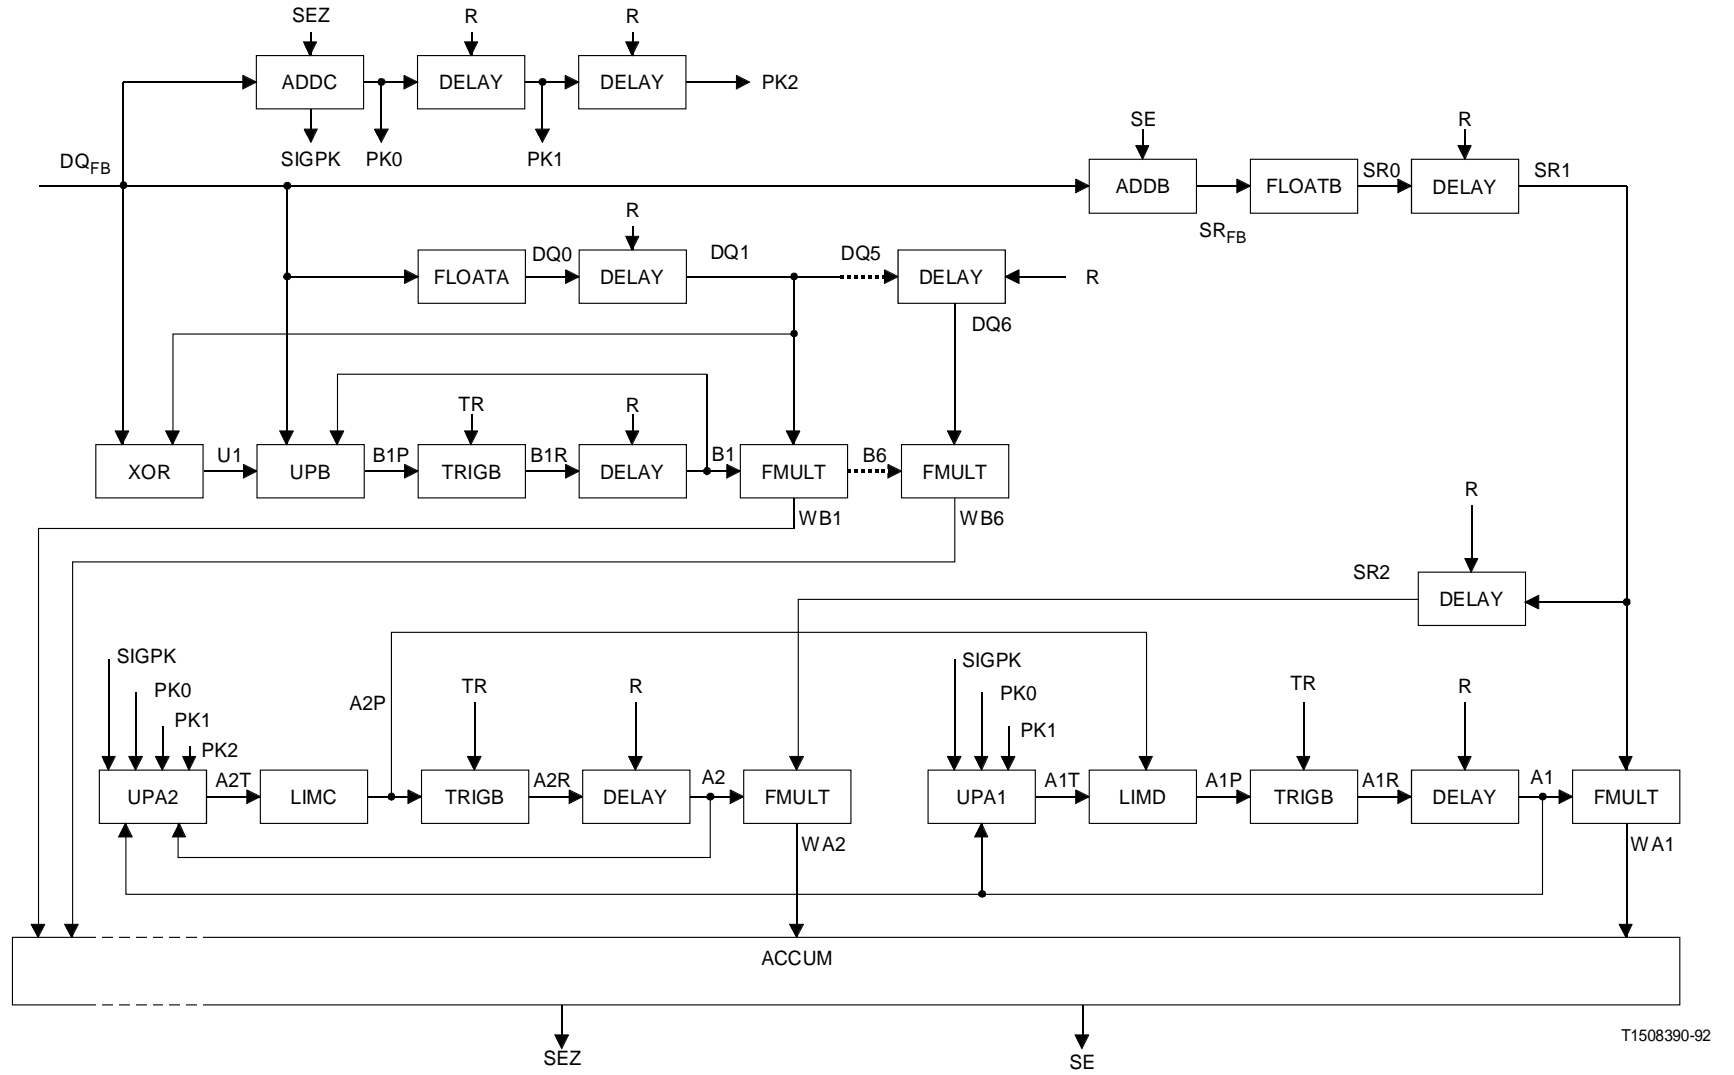 SEZ R R
ADDC DELAY DELAY PK2
SIGPK PK0 PK1
SE R
DQFB
ADDB FLOATB SR0 DELAY SR1
SRFB
R
FLOATA DQ0 DELAY DQ1 DQ5 DELAY R
DQ6
TR R
XOR U1 UPB B1P TRIGB B1R DELAY B1 FMULT B6 FMULT
WB1 WB6
R
SR2 DELAY
SIGPK SIGPK
PK0 TR R PK0 TR R
A2P
PK1 PK1
PK2
UPA2 A2T LIMC TRIGB A2R DELAY A2 FMULT UPA1 A1T LIMD A1P TRIGB A1R DELAY A1 FMULT
WA2 WA1
ACCUM
SEZ SE
T1508390-92